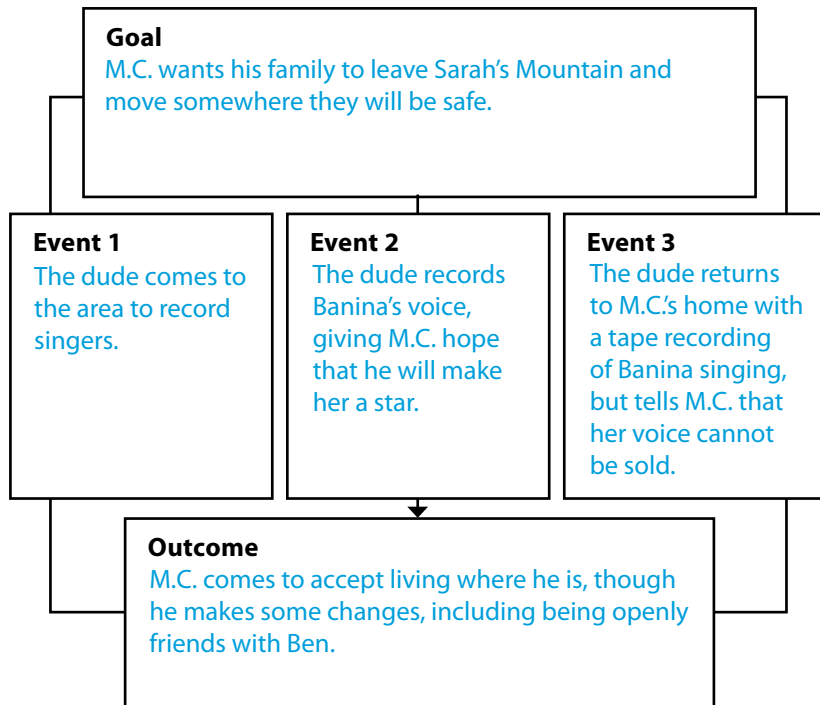 Goal
M.C. wants his family to leave Sarah’s Mountain and
move somewhere they will be safe.
Event 1
The dude comes to
the area to record
singers.
Event 2
The dude records
Banina’s voice,
giving M.C. hope
that he will make
her a star.
Event 3
The dude returns
to M.C.’s home with
a tape recording
of Banina singing,
but tells M.C. that
her voice cannot
be sold.
Outcome
M.C. comes to accept living where he is, though
he makes some changes, including being openly
friends with Ben.